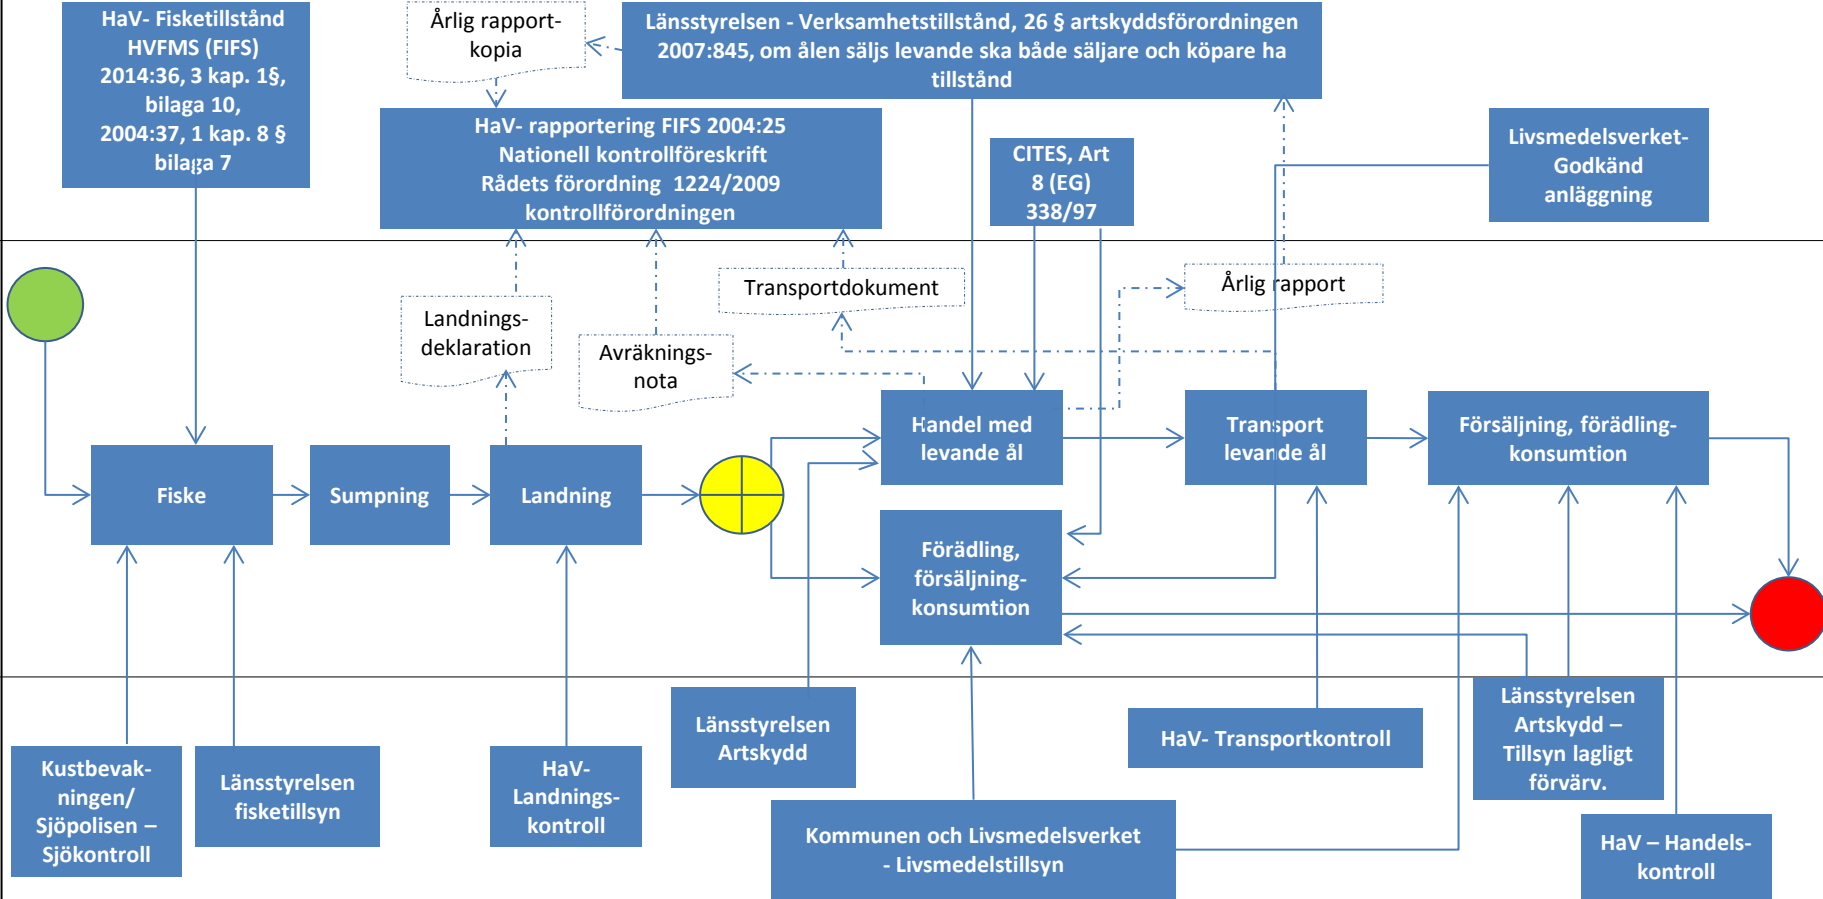 HaV- Fisketillstånd
HVFMS (FIFS)
2014:36, 3 kap. 1§,
bilaga 10,
2004:37, 1 kap. 8 §
bilaga 7
Årlig rapport-
kopia
Länsstyrelsen - Verksamhetstillstånd, 26 § artskyddsförordningen
2007:845, om ålen säljs levande ska både säljare och köpare ha
tillstånd
HaV- rapportering FIFS 2004:25
Nationell kontrollföreskrift
Rådets förordning 1224/2009
kontrollförordningen
CITES, Art
8 (EG)
338/97
Livsmedelsverket-
Godkänd
anläggning
Landnings-
deklaration
Avräknings-
nota
Transportdokument
Årlig rapport
Fiske
Sumpning
Landning
Handel med
levande ål
Transport
levande ål
Försäljning, förädling-
konsumtion
Förädling,
försäljning-
konsumtion
Kustbevak-
ningen/
Sjöpolisen –
Sjökontroll
Länsstyrelsen
fisketillsyn
HaV-
Landnings-
kontroll
Länsstyrelsen
Artskydd
Kommunen och Livsmedelsverket
- Livsmedelstillsyn
HaV- Transportkontroll
Länsstyrelsen
Artskydd –
Tillsyn lagligt
förvärv.
HaV – Handels-
kontroll